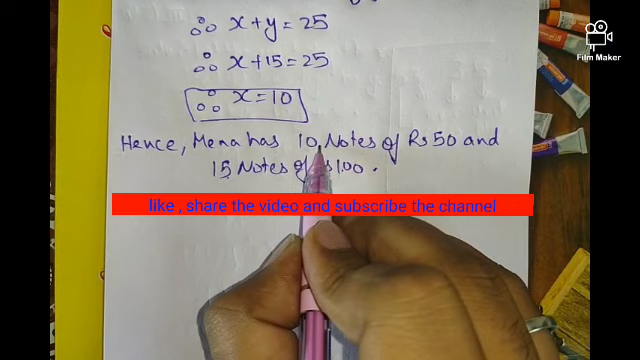 ∴ x+y=25
∴ x+15=25
∴ x=10
Hence, Mena has 10 Notes of Rs 50 and
15 Notes of Rs 100.
like , share the video and subscribe the channel
Film Maker